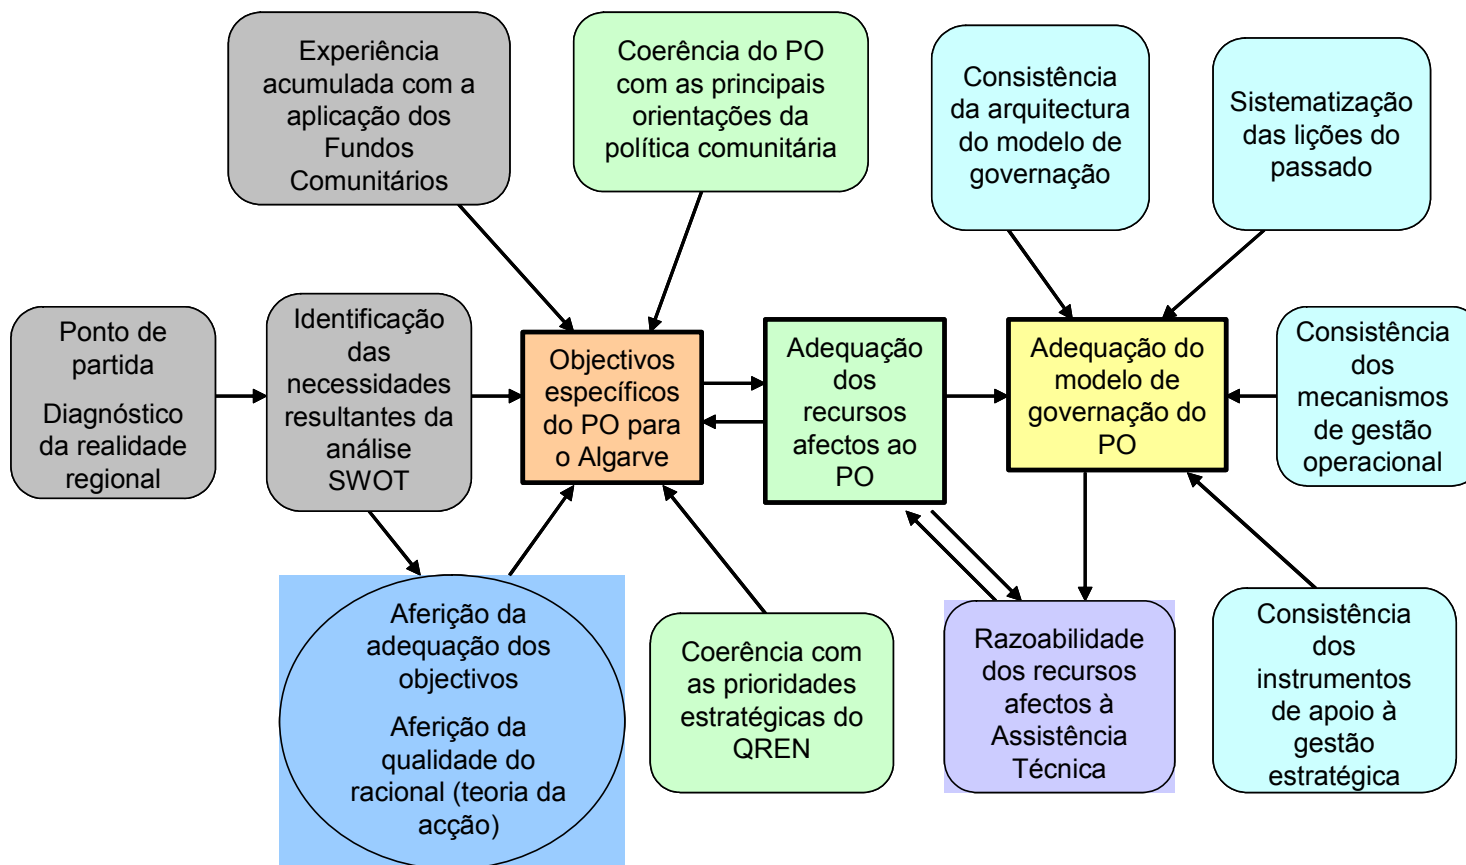 Experiência
acumulada com a
aplicação dos
Fundos
Comunitários
Coerência do PO
com as principais
orientações da
política comunitária
Consistência
da arquitectura
do modelo de
governação
Sistematização
das lições do
passado
Ponto de
partida
Diagnóstico
da realidade
regional
Identificação
das
necessidades
resultantes da
análise
SWOT
Objectivos
específicos
do PO para
o Algarve
Adequação
dos
recursos
afectos ao
PO
Adequação do
modelo de
governação do
PO
Consistência
dos
mecanismos
de gestão
operacional
Aferição da
adequação dos
objectivos
Aferição da
qualidade do
racional (teoria da
acção)
Coerência com
as prioridades
estratégicas do
QREN
Razoabilidade
dos recursos
afectos à
Assistência
Técnica
Consistência
dos
instrumentos
de apoio à
gestão
estratégica